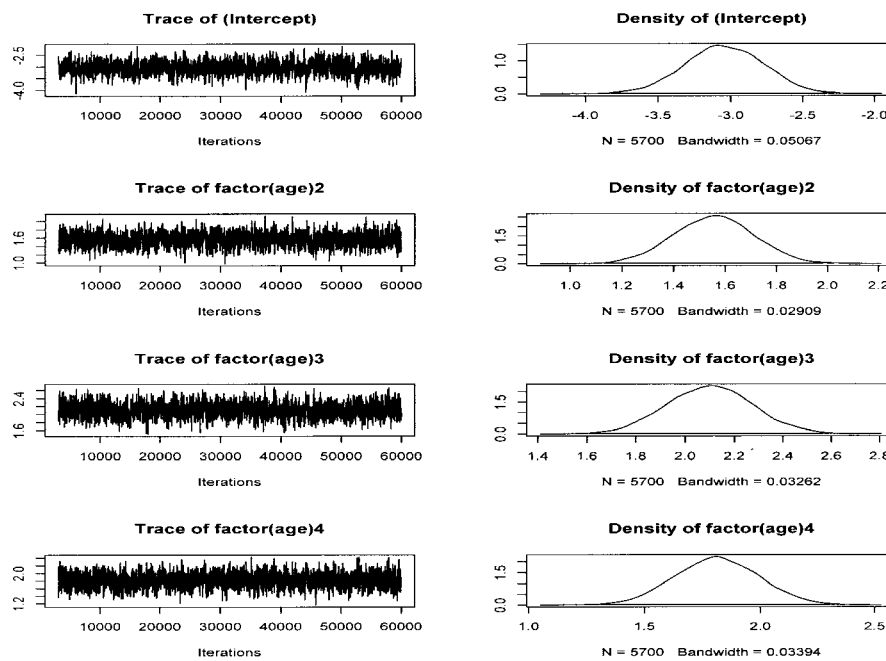 Trace of (Intercept)
-4.0 -2.5
10000 20000 30000 40000 50000 60000
Iterations
Density of (Intercept)
0.0 1.0
-4.0 -3.5 -3.0 -2.5 -2.0
N = 5700 Bandwidth = 0.05067
Trace of factor(age)2
1.0 1.6
10000 20000 30000 40000 50000 60000
Iterations
Density of factor(age)2
0.0 1.5
1.0 1.2 1.4 1.6 1.8 2.0 2.2
N = 5700 Bandwidth = 0.02909
Trace of factor(age)3
1.6 2.4
10000 20000 30000 40000 50000 60000
Iterations
Density of factor(age)3
0.0 1.5
1.4 1.6 1.8 2.0 2.2 2.4 2.6 2.8
N = 5700 Bandwidth = 0.03262
Trace of factor(age)4
1.2 2.0
10000 20000 30000 40000 50000 60000
Iterations
Density of factor(age)4
0.0 1.5
1.0 1.5 2.0 2.5
N = 5700 Bandwidth = 0.03394